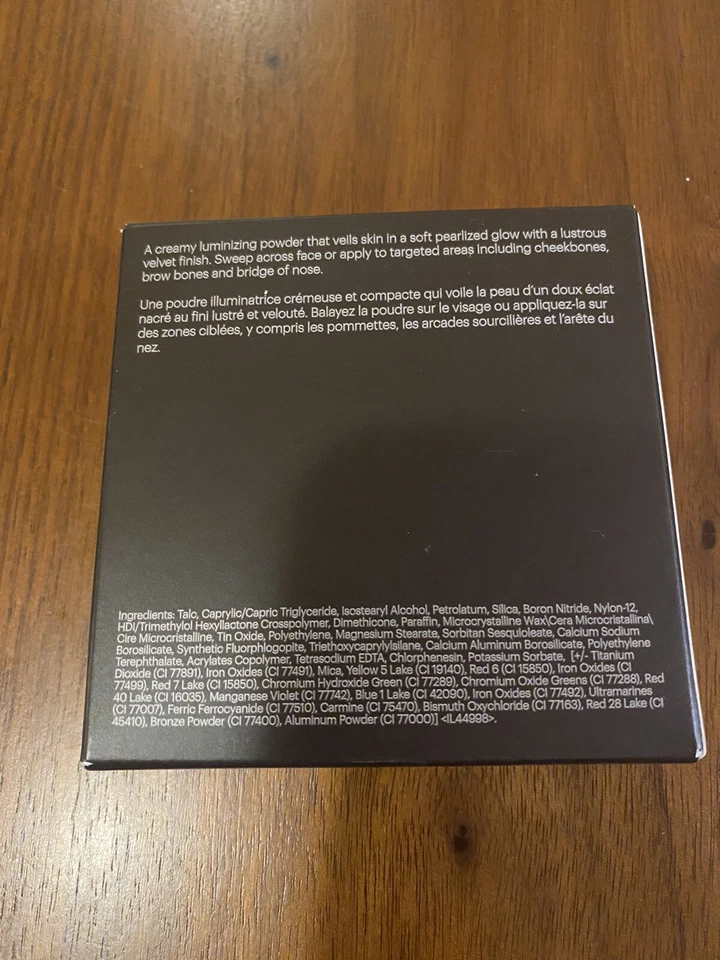 A creamy luminizing powder that veils skin in a soft pearlized glow with a lustrous
velvet finish. Sweep across face or apply to targeted areas including cheekbones,
brow bones and bridge of nose.
Une poudre illuminatrice crémeuse et compacte qui voile la peau d'un doux éclat
nacré au fini lustré et velouté. Balayez la poudre sur le visage ou appliquez-la sur
des zones ciblées, y compris les pommettes, les arcades sourcilières et l'arête du
nez.
Ingredients: Talc, Caprylic/Capric Triglyceride, Isostearyl Alcohol, Petrolatum, Silica, Boron Nitride, Nylon-12,
HDI/Trimethylol Hexyllactone Crosspolymer, Dimethicone, Paraffin, Microcrystalline Wax\Cera Microcristallina\
Cire Microcristalline, Tin Oxide, Polyethylene, Magnesium Stearate, Sorbitan Sesquioleate, Calcium Sodium
Borosilicate, Synthetic Fluorphlogopite, Triethoxycaprylylsilane, Calcium Aluminum Borosilicate, Polyethylene
Terephthalate, Acrylates Copolymer, Tetrasodium EDTA, Chlorphenesin, Potassium Sorbate, [+/- Titanium
Dioxide (CI 77891), Iron Oxides (CI 77491), Mica, Yellow 5 Lake (CI 19140), Red 6 (CI 15850), Iron Oxides (CI
77499), Red 7 Lake (CI 15850), Chromium Hydroxide Green (CI 77289), Chromium Oxide Greens (CI 77288), Red
40 Lake (CI 16035), Manganese Violet (CI 77742), Blue 1 Lake (CI 42090), Iron Oxides (CI 77492), Ultramarines
(CI 77007), Ferric Ferrocyanide (CI 77510), Carmine (CI 75470), Bismuth Oxychloride (CI 77163), Red 28 Lake (CI
45410), Bronze Powder (CI 77400), Aluminum Powder (CI 77000)] <IL44998>.